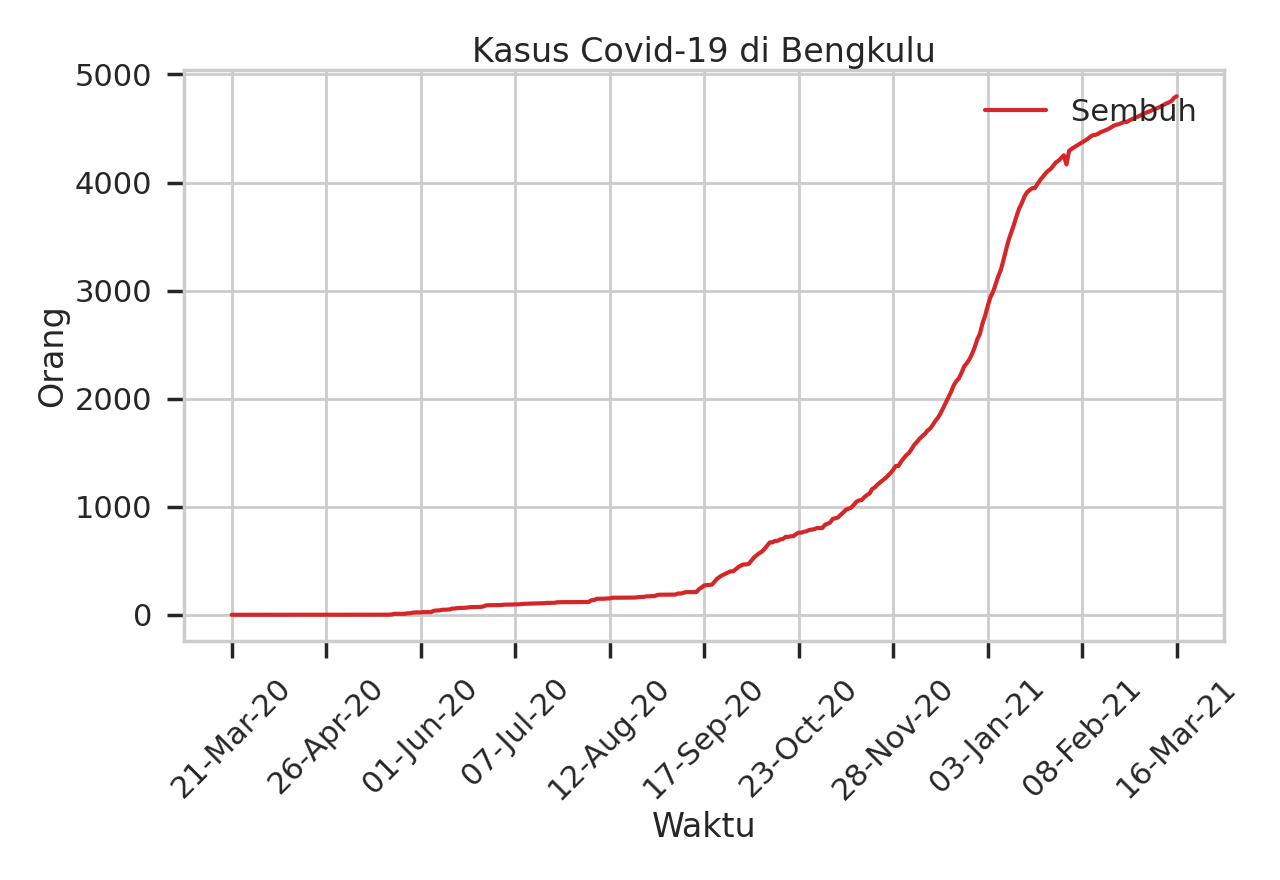 Kasus Covid-19 di Bengkulu
Sembuh
Orang
5000
4000
3000
2000
1000
0
21-Mar-20
26-Apr-20
01-Jun-20
07-Jul-20
12-Aug-20
17-Sep-20
23-Oct-20
28-Nov-20
03-Jan-21
08-Feb-21
16-Mar-21
Waktu